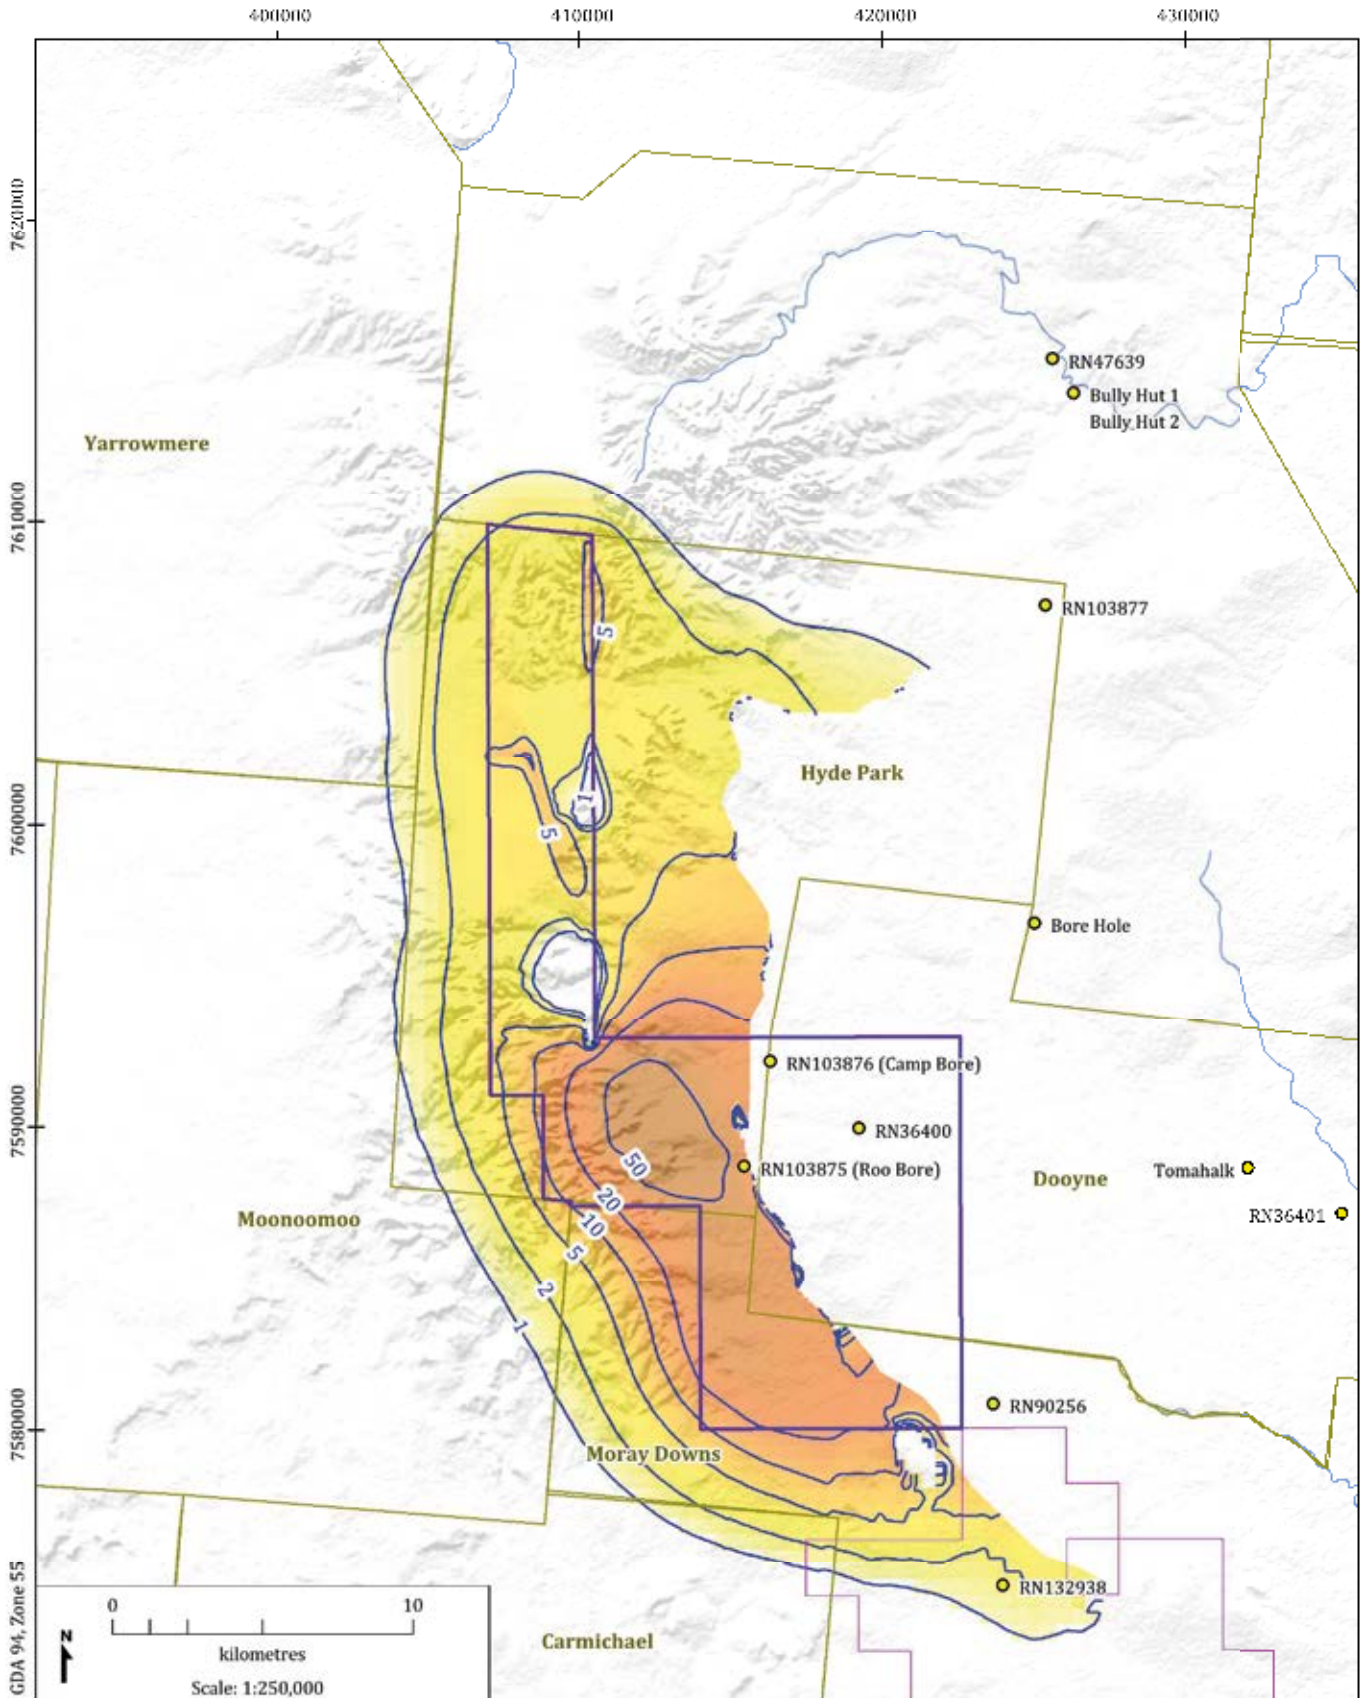 400000
410000
420000
430000
7620000
RN47639
Bully Hut 1
Bully Hut 2
Yarrowmere
7610000
5
RN103877
Hyde Park
1
7600000
5
Bore Hole
RN103876 (Camp Bore)
7590000
RN36400
50
RN103875 (Roo Bore)
Tomahalk
Dooyne
20
RN36401
Moonoomoo
10
5
2
1
RN90256
7580000
Moray Downs
RN132938
GDA 94, Zone 55
0
10
kilometres
Scale: 1:250,000
N
Carmichael